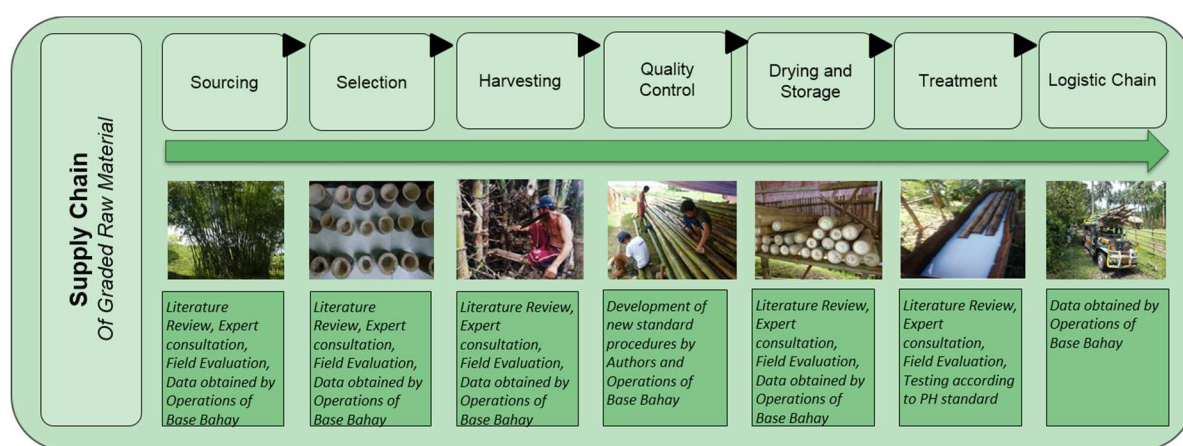 Supply Chain
Of Graded Raw Material
Sourcing
Selection
Harvesting
Quality
Control
Drying and
Storage
Treatment
Logistic Chain
Literature
Review, Expert
consultation,
Field Evaluation,
Data obtained by
Operations of
Base Bahay
Literature
Review, Expert
consultation,
Field Evaluation,
Data obtained by
Operations of
Base Bahay
Literature Review,
Expert
consultation,
Field Evaluation,
Data obtained by
Operations of
Base Bahay
Development of
new standard
procedures by
Authors and
Operations of
Base Bahay
Literature Review,
Expert
consultation,
Field Evaluation,
Data obtained by
Operations of
Base Bahay
Literature Review,
Expert
consultation,
Field Evaluation,
Testing according
to PH standard
Data obtained by
Operations of
Base Bahay